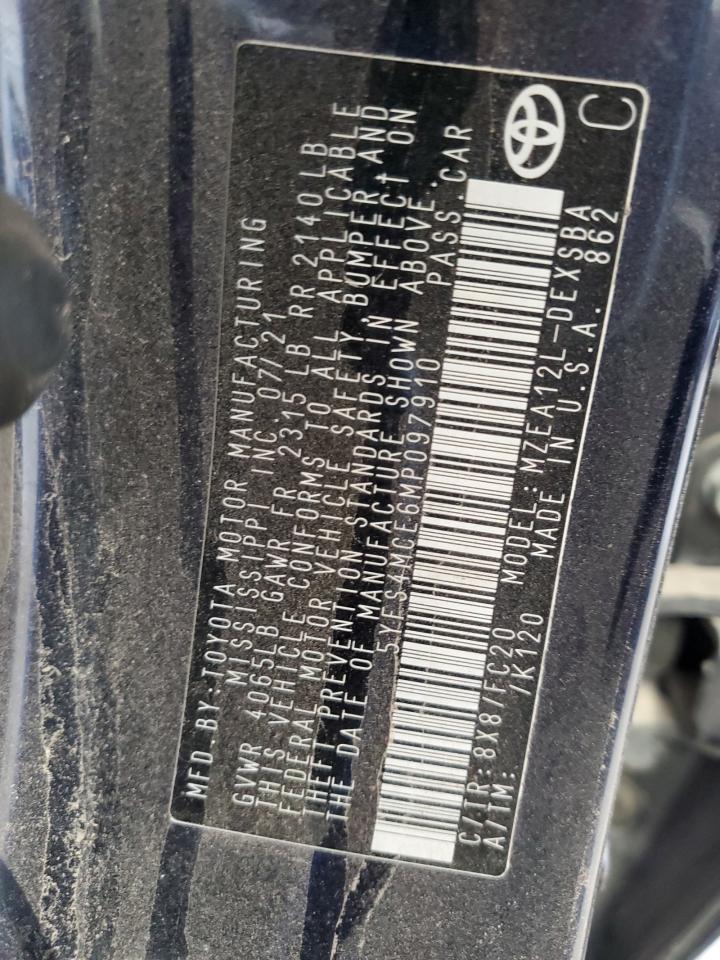 MFD.BY:TOYOTA MOTOR MANUFACTURING
MISSISSIPPI INC.07/21
GVWR 4065LB GAWR FR 2315 LB RR 2140LB
THIS VEHICLE CONFORMS TO ALL APPLICABLE
FEDERAL MOTOR VEHICLE SAFETY, BUMPER, AND
THEFT PREVENTION STANDARDS IN EFFECT ON
THE DATE OF MANUFACTURE SHOWN ABOVE.
5YFS4MCE6MP097910 PASS.CAR
C/TR:8X8/FC20 MODEL:MZEA12L-DEXSBA
A/TM: /K120 MADE IN U.S.A. 862
C